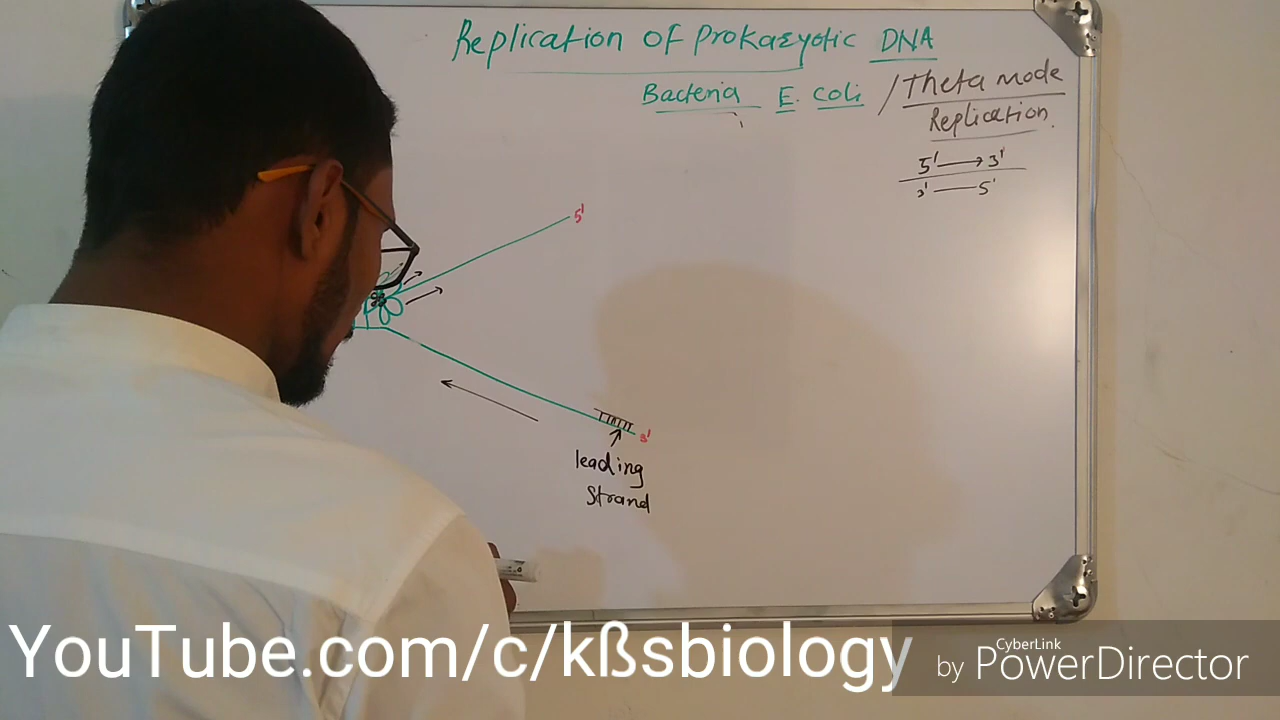 Replication of Prokaryotic DNA
Bacteria E. coli / Theta mode
Replication.
5' → 3'
3' — 5'
5'
3'
leading
Strand
YouTube.com/c/kßsbiology
CyberLink
by PowerDirector